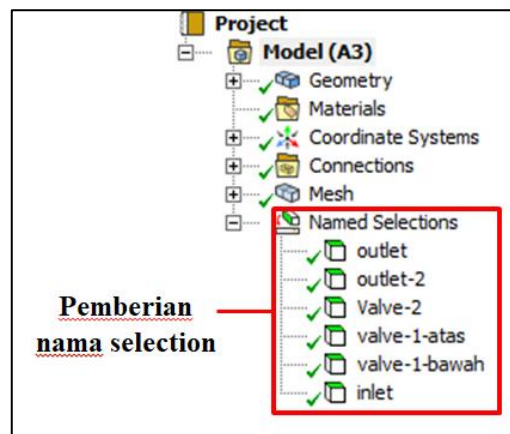 Project
Model (A3)
Geometry
Materials
Coordinate Systems
Connections
Mesh
Named Selections
outlet
outlet-2
Valve-2
valve-1-atas
valve-1-bawah
inlet
Pemberian
nama selection